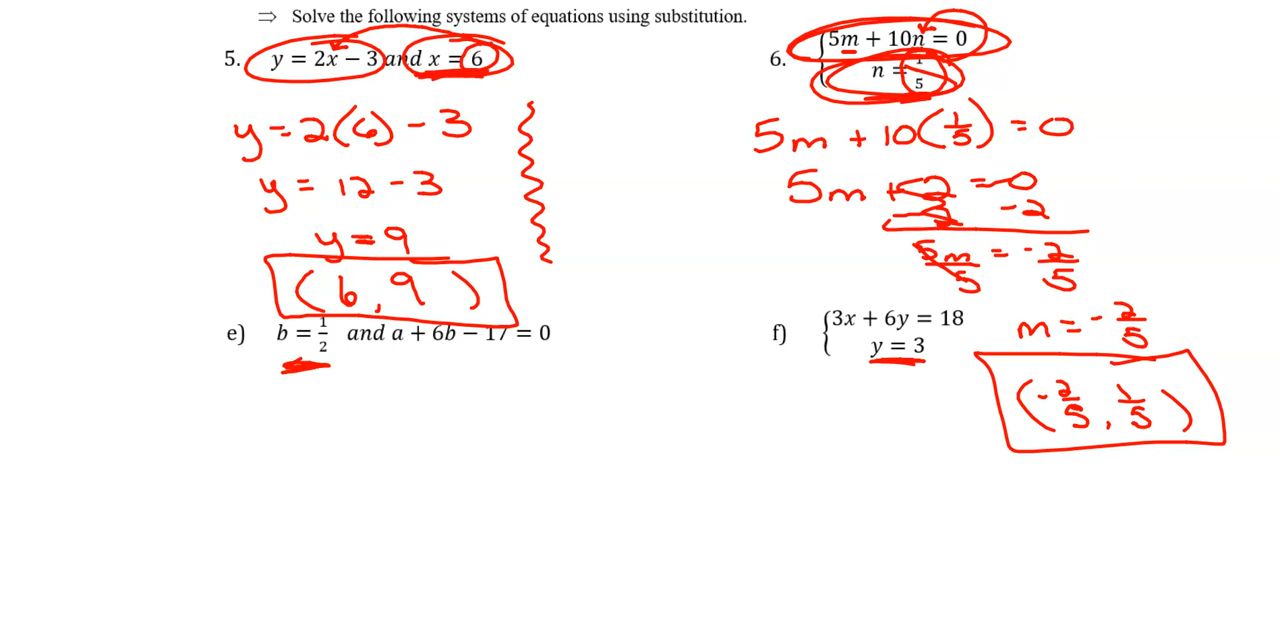 ⇒ Solve the following systems of equations using substitution.
5. y = 2x − 3 and x = 6
y = 2(6) - 3
y = 12 - 3
y = 9
(6, 9)
6. { 5m + 10n = 0
n = 1/5
5m + 10(1/5) = 0
5m + 2 = 0
- 2 - 2
5m/5 = -2/5
m = -2/5
(-2/5, 1/5)
e) b = 1/2 and a + 6b − 17 = 0
f) { 3x + 6y = 18
y = 3